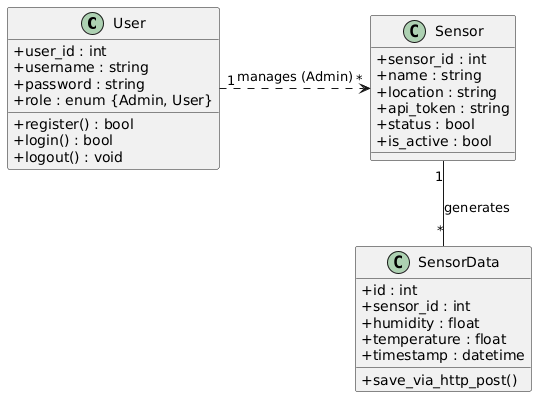 C User
+user_id : int
+username : string
+password : string
+role : enum {Admin, User}
+register() : bool
+login() : bool
+logout() : void
1 manages (Admin) *
C Sensor
+sensor_id : int
+name : string
+location : string
+api_token : string
+status : bool
+is_active : bool
1
generates
*
C SensorData
+id : int
+sensor_id : int
+humidity : float
+temperature : float
+timestamp : datetime
+save_via_http_post()